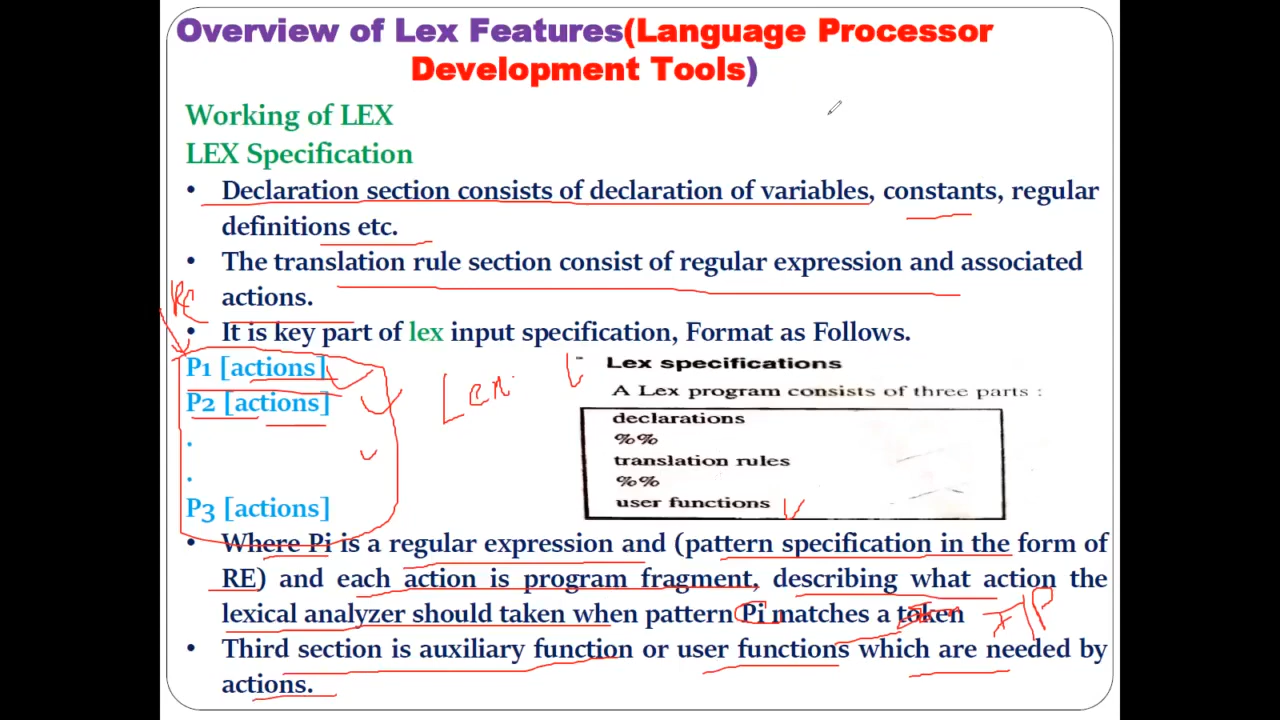 Overview of Lex Features(Language Processor
Development Tools)
Working of LEX
LEX Specification
• Declaration section consists of declaration of variables, constants, regular
definitions etc.
• The translation rule section consist of regular expression and associated
actions.
RE
• It is key part of lex input specification, Format as Follows.
P1 [actions]
P2 [actions]
.
.
P3 [actions]
Lex
Lex specifications
A Lex program consists of three parts :
declarations
%%
translation rules
%%
user functions
• Where Pi is a regular expression and (pattern specification in the form of
RE) and each action is program fragment, describing what action the
lexical analyzer should taken when pattern Pi matches a token
I/P
• Third section is auxiliary function or user functions which are needed by
actions.